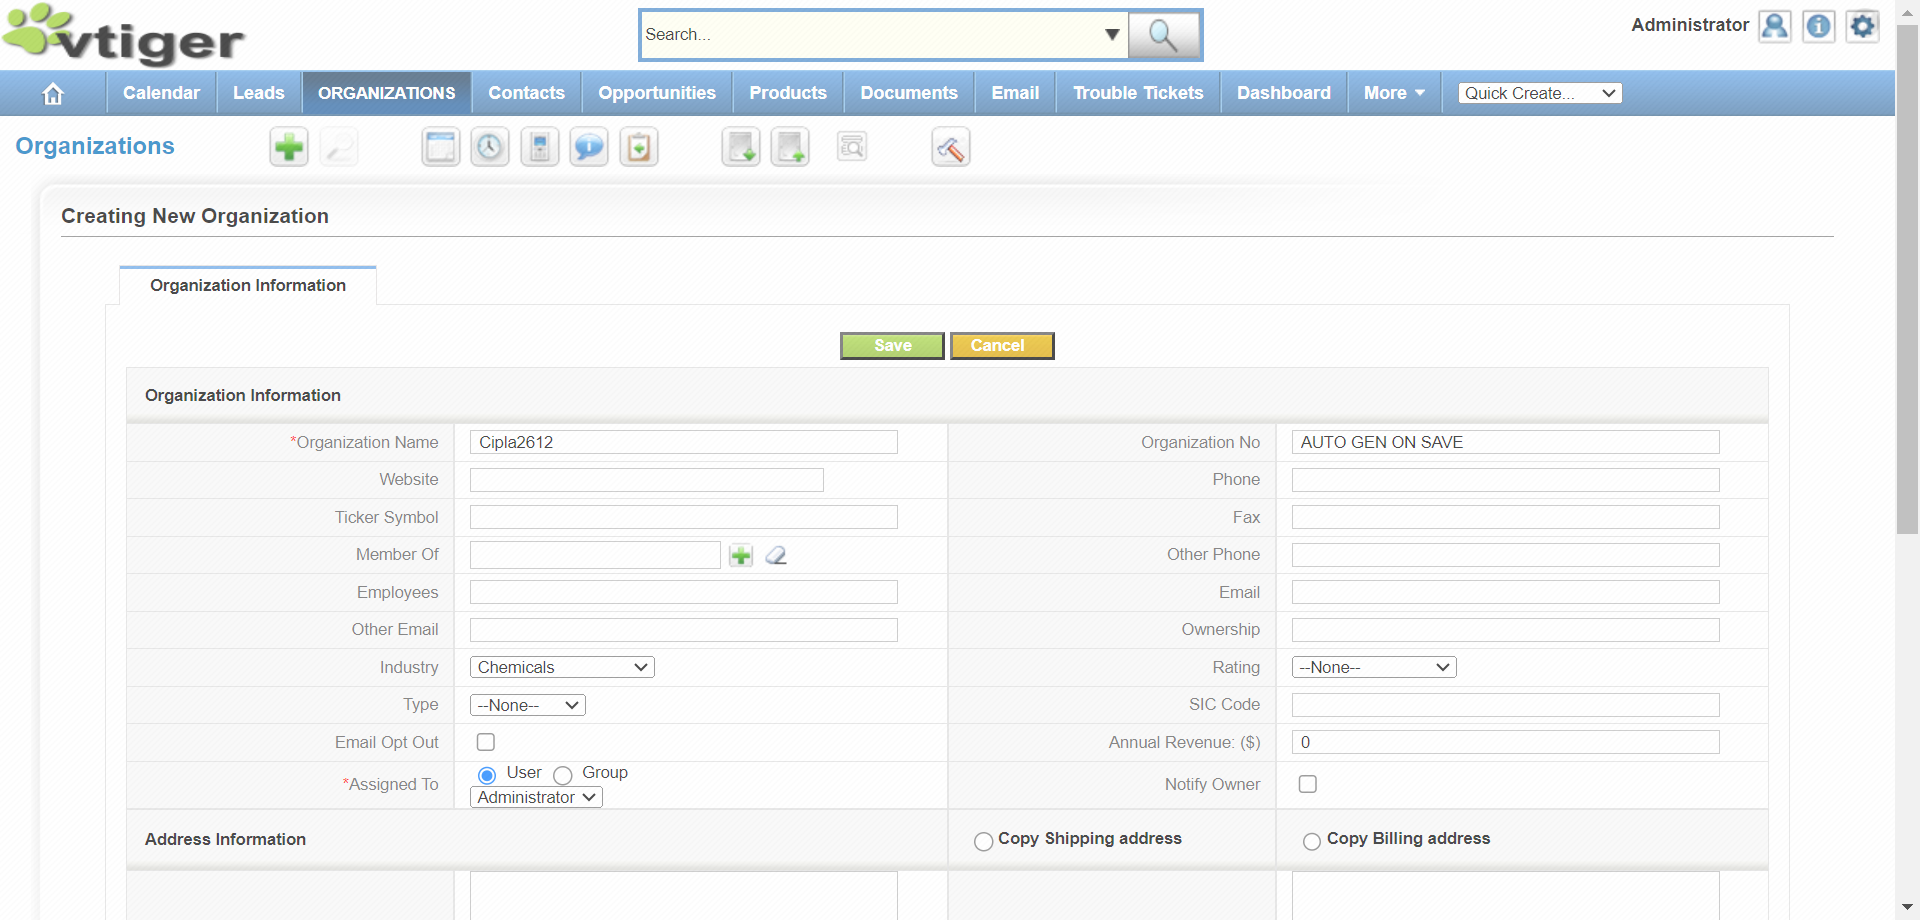 vtiger
Search...
Administrator
Calendar Leads ORGANIZATIONS Contacts Opportunities Products Documents Email Trouble Tickets Dashboard More Quick Create...
Organizations
Creating New Organization
Organization Information
Save Cancel
Organization Information
*Organization Name Cipla2612 Organization No AUTO GEN ON SAVE
Website Phone
Ticker Symbol Fax
Member Of Other Phone
Employees Email
Other Email Ownership
Industry Chemicals Rating --None--
Type --None-- SIC Code
Email Opt Out Annual Revenue: ($) 0
*Assigned To User Group Notify Owner
Administrator
Address Information Copy Shipping address Copy Billing address